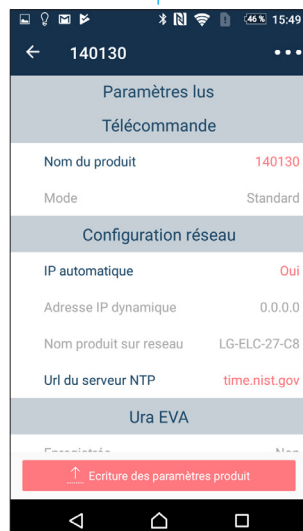 46 % 15:49
140130
Paramètres lus
Télécommande
Nom du produit 140130
Mode Standard
Configuration réseau
IP automatique Oui
Adresse IP dynamique 0.0.0.0
Nom produit sur reseau LG-ELC-27-C8
Url du serveur NTP time.nist.gov
Ura EVA
Enregistrée Non
Ecriture des paramètres produit